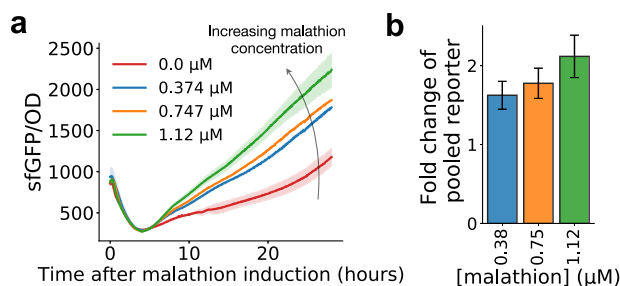 a
Increasing malathion
concentration
2500
2000
1500
1000
500
sfGFP/OD
0.0 μM
0.374 μM
0.747 μM
1.12 μM
0
20
Time after malathion induction (hours)
b
Fold change of
pooled reporter
2
1
0
0.38
0.75
1.12
[malathion] (μM)